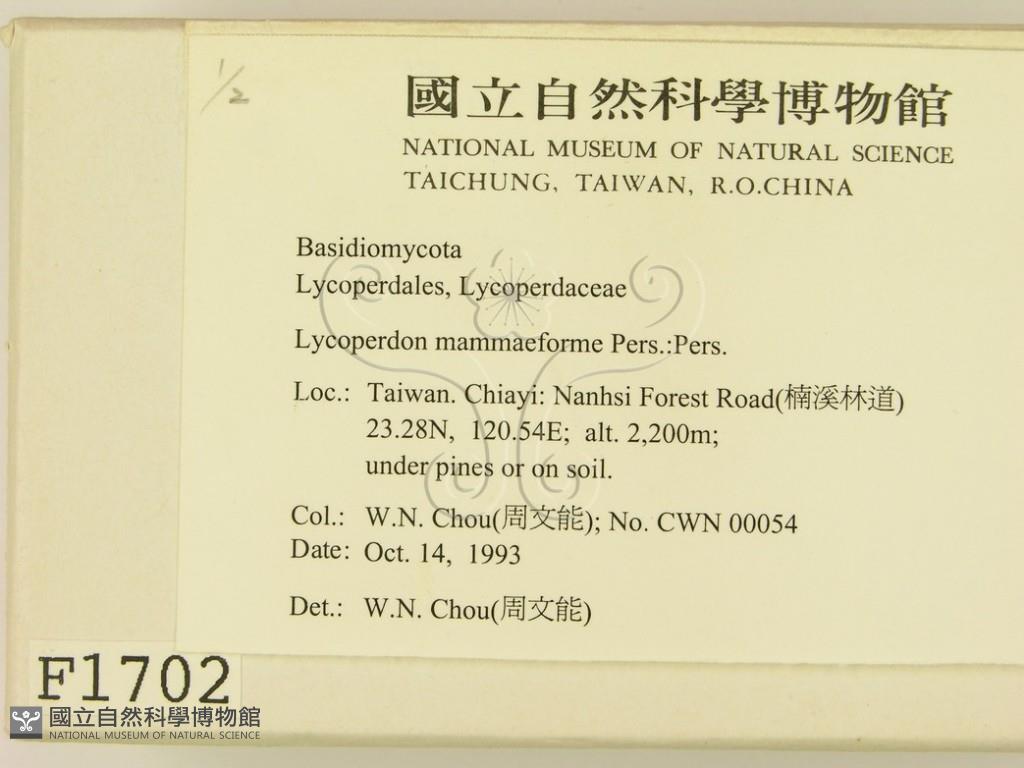 1/2
國立自然科學博物館
NATIONAL MUSEUM OF NATURAL SCIENCE
TAICHUNG, TAIWAN, R.O.CHINA
Basidiomycota
Lycoperdales, Lycoperdaceae
Lycoperdon mammaeforme Pers.:Pers.
Loc.: Taiwan. Chiayi: Nanhsi Forest Road(楠溪林道)
23.28N, 120.54E; alt. 2,200m;
under pines or on soil.
Col.: W.N. Chou(周文能); No. CWN 00054
Date: Oct. 14, 1993
Det.: W.N. Chou(周文能)
F1702
國立自然科學博物館
NATIONAL MUSEUM OF NATURAL SCIENCE